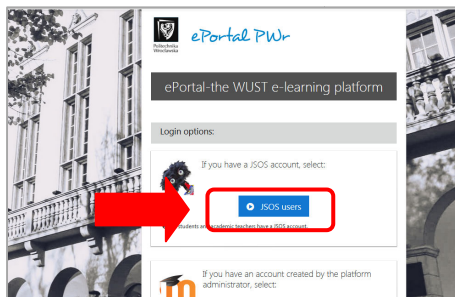 Politechnika
Wrocławska
ePortal PWr
ePortal-the WUST e-learning platform
Login options:
If you have a JSOS account, select:
JSOS users
students and academic teachers have a JSOS account.
If you have an account created by the platform
administrator, select: